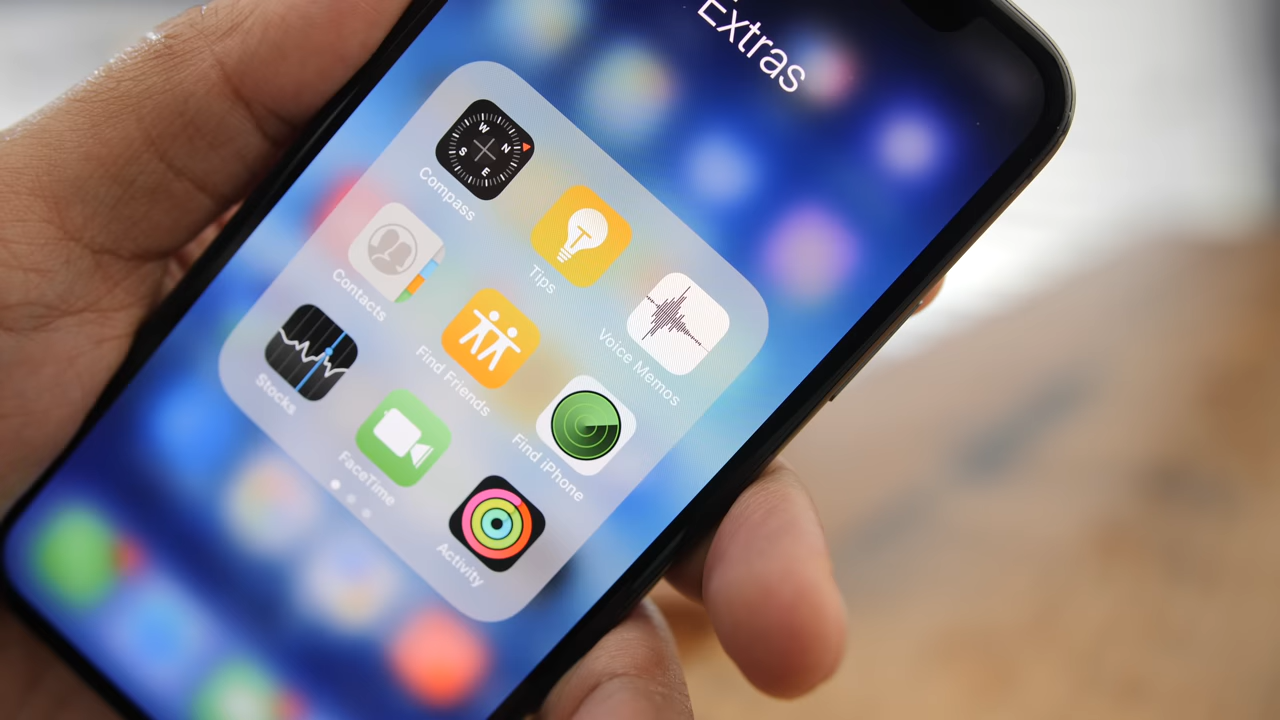 Extras
W
N
S
E
Compass
Tips
Voice Memos
Contacts
Find Friends
Find iPhone
Stocks
FaceTime
Activity